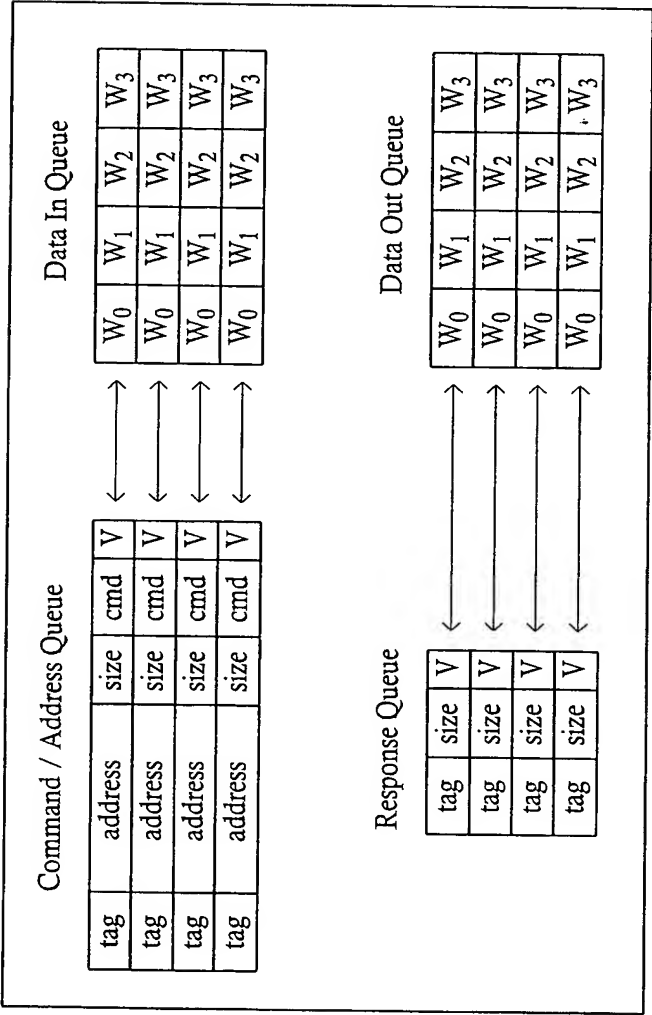 Command / Address Queue
Data In Queue
tag address size cmd V W₀ W₁ W₂ W₃
tag address size cmd V W₀ W₁ W₂ W₃
tag address size cmd V W₀ W₁ W₂ W₃
tag address size cmd V W₀ W₁ W₂ W₃
Response Queue
Data Out Queue
tag size V W₀ W₁ W₂ W₃
tag size V W₀ W₁ W₂ W₃
tag size V W₀ W₁ W₂ W₃
tag size V W₀ W₁ W₂ W₃